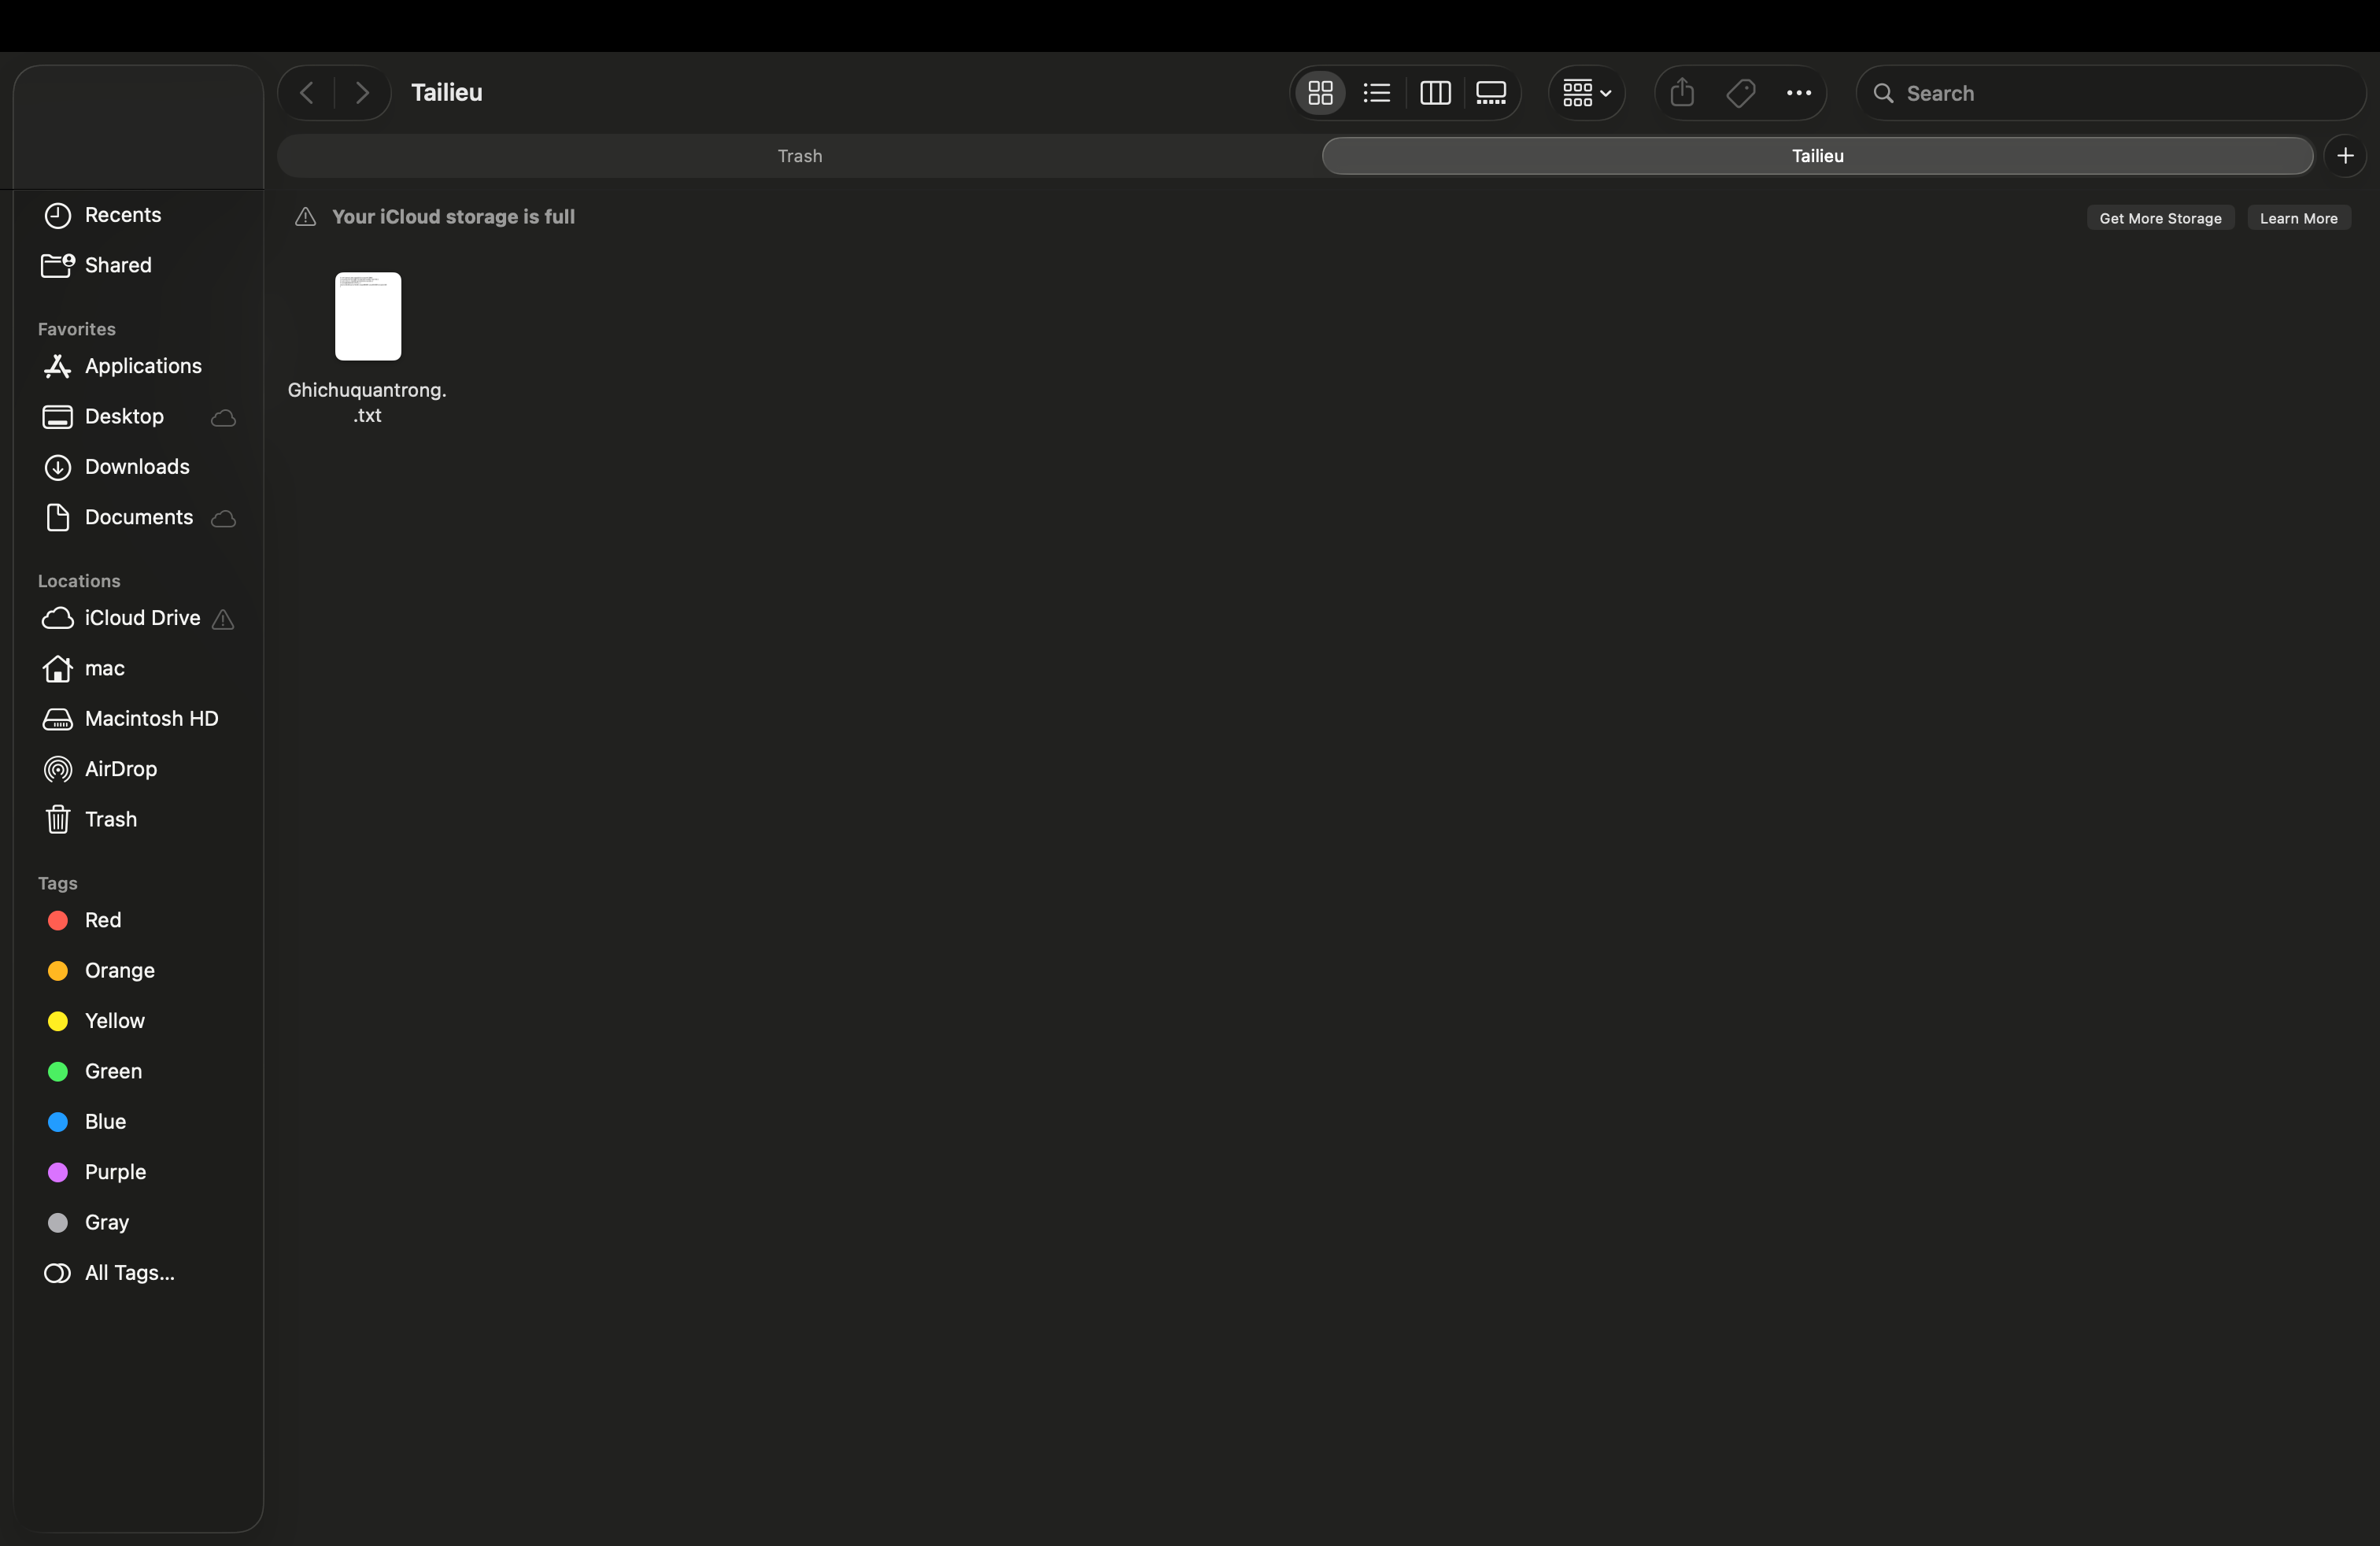 Tailieu
Search
Trash
Tailieu
Your iCloud storage is full
Get More Storage
Learn More
Recents
Shared
Favorites
Applications
Desktop
Downloads
Documents
Locations
iCloud Drive
mac
Macintosh HD
AirDrop
Trash
Tags
Red
Orange
Yellow
Green
Blue
Purple
Gray
All Tags...
Ghichuquantrong.
.txt